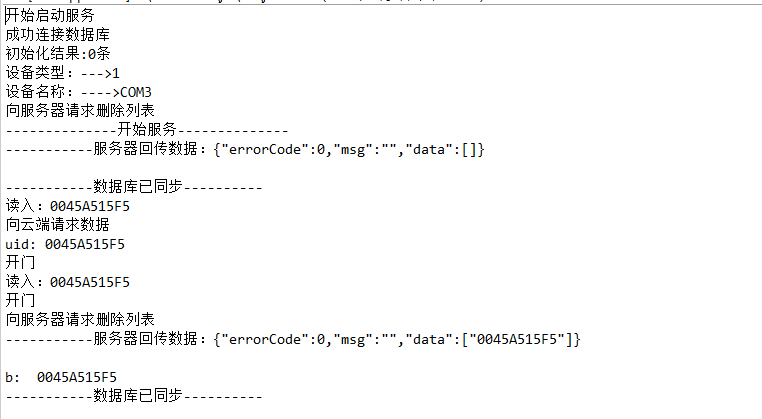 开始启动服务
成功连接数据库
初始化结果:0条
设备类型：--->1
设备名称：---->COM3
向服务器请求删除列表
--------------开始服务--------------
-----------服务器回传数据：{"errorCode":0,"msg":"","data":[]}
-----------数据库已同步----------
读入：0045A515F5
向云端请求数据
uid: 0045A515F5
开门
读入：0045A515F5
开门
向服务器请求删除列表
-----------服务器回传数据：{"errorCode":0,"msg":"","data":["0045A515F5"]}
b:  0045A515F5
-----------数据库已同步----------